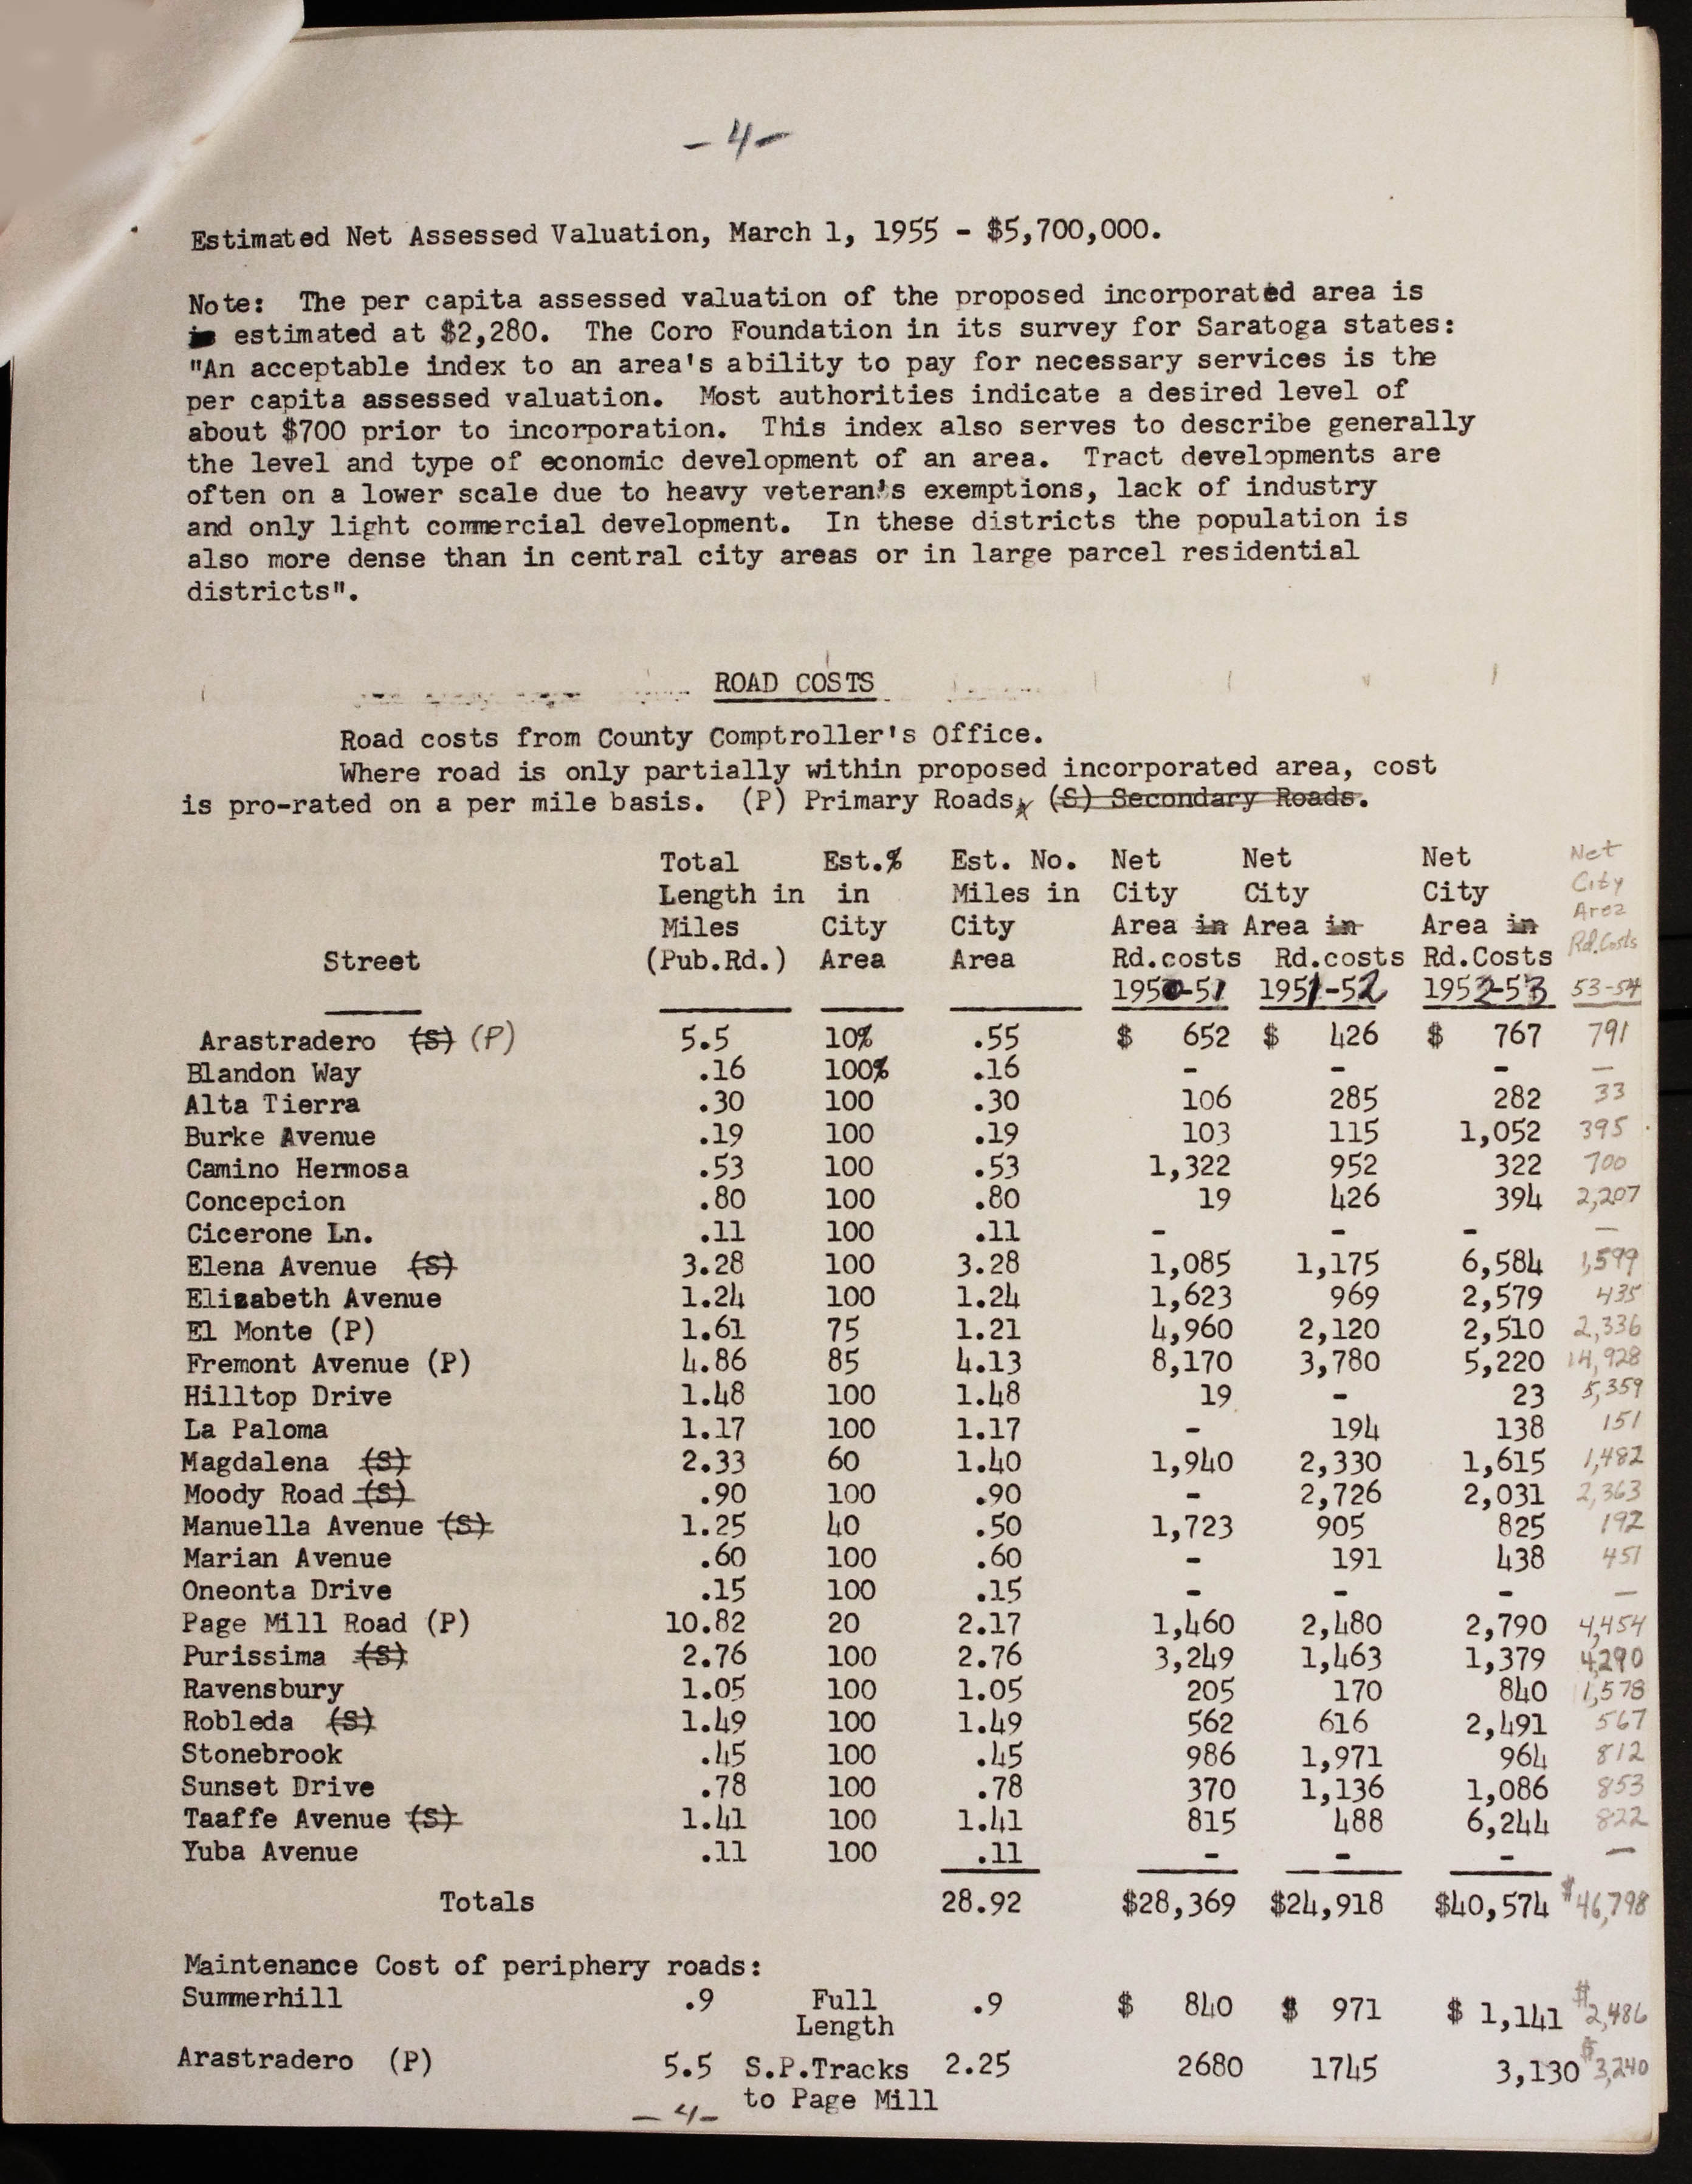 -4-
Estimated Net Assessed Valuation, March 1, 1955 - $5,700,000.
Note: The per capita assessed valuation of the proposed incorporated area is
is estimated at $2,280. The Coro Foundation in its survey for Saratoga states:
"An acceptable index to an area's ability to pay for necessary services is the
per capita assessed valuation. Most authorities indicate a desired level of
about $700 prior to incorporation. This index also serves to describe generally
the level and type of economic development of an area. Tract developments are
often on a lower scale due to heavy veteran's exemptions, lack of industry
and only light commercial development. In these districts the population is
also more dense than in central city areas or in large parcel residential
districts".
ROAD COSTS
Road costs from County Comptroller's Office.
Where road is only partially within proposed incorporated area, cost
is pro-rated on a per mile basis. (P) Primary Roads, (S) Secondary Roads.
Total Est.% Est. No. Net Net Net Net
Length in in Miles in City City City City
Miles City City Area in Area in Area in Area
Street (Pub.Rd.) Area Area Rd.costs Rd.costs Rd.Costs Rd.Costs
1950-51 1951-52 1952-53 53-54
Arastradero (S) (P) 5.5 10% .55 $ 652 $ 426 $ 767 791
Blandon Way .16 100% .16 - - - -
Alta Tierra .30 100 .30 106 285 282 33
Burke Avenue .19 100 .19 103 115 1,052 395
Camino Hermosa .53 100 .53 1,322 952 322 700
Concepcion .80 100 .80 19 426 394 2,207
Cicerone Ln. .11 100 .11 - - - -
Elena Avenue (S) 3.28 100 3.28 1,085 1,175 6,584 1,599
Elizabeth Avenue 1.24 100 1.24 1,623 969 2,579 435
El Monte (P) 1.61 75 1.21 4,960 2,120 2,510 2,336
Fremont Avenue (P) 4.86 85 4.13 8,170 3,780 5,220 14,928
Hilltop Drive 1.48 100 1.48 19 - 23 5,359
La Paloma 1.17 100 1.17 - 194 138 151
Magdalena (S) 2.33 60 1.40 1,940 2,330 1,615 1,482
Moody Road (S) .90 100 .90 - 2,726 2,031 2,363
Manuella Avenue (S) 1.25 40 .50 1,723 905 825 192
Marian Avenue .60 100 .60 - 191 438 451
Oneonta Drive .15 100 .15 - - - -
Page Mill Road (P) 10.82 20 2.17 1,460 2,480 2,790 4,454
Purissima (S) 2.76 100 2.76 3,249 1,463 1,379 4,290
Ravensbury 1.05 100 1.05 205 170 840 1,578
Robleda (S) 1.49 100 1.49 562 616 2,491 567
Stonebrook .45 100 .45 986 1,971 964 812
Sunset Drive .78 100 .78 370 1,136 1,086 853
Taaffe Avenue (S) 1.41 100 1.41 815 488 6,244 822
Yuba Avenue .11 100 .11 - - - -
Totals 28.92 $28,369 $24,918 $40,574 $46,798
Maintenance Cost of periphery roads:
Summerhill .9 Full .9 $ 840 $ 971 $ 1,141 $2,486
Length
Arastradero (P) 5.5 S.P.Tracks 2.25 2680 1745 3,130 $3,240
to Page Mill
-4-